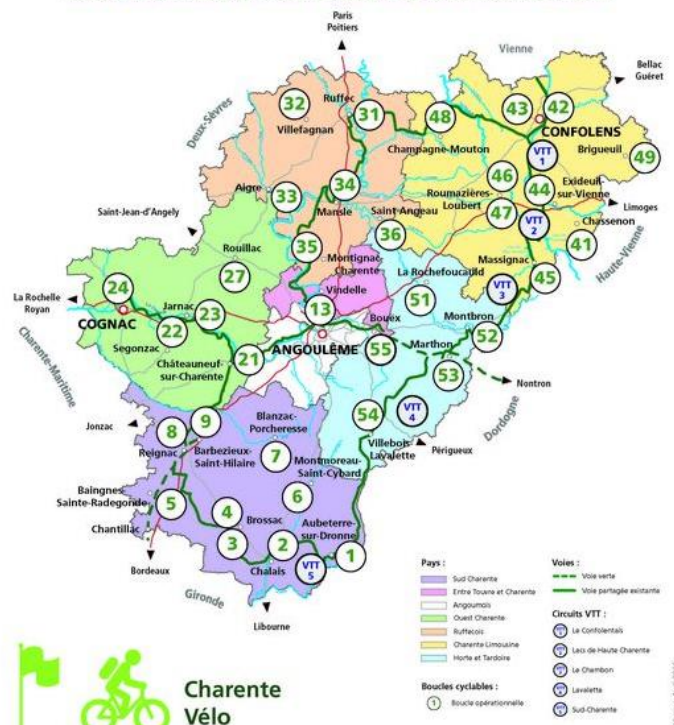 Paris
Poitiers
Vienne
Bellac
Guéret
Deux-Sèvres
32
Ruffec
31
Villefagnan
48
43
42
CONFOLENS
Champagne-Mouton
VTT
1
Brigueuil
49
Aigre
33
34
Mansle
Saint-Angeau
46
Roumazières-
Loubert
44
Exideuil
-sur-Vienne
Limoges
47
VTT
2
Chassenon
Saint-Jean-d'Angely
36
41
Haute-Vienne
Rouillac
35
Montignac-
Charente
27
La Rochefoucauld
Massignac
45
24
Vindelle
51
VTT
3
La Rochelle
Royan
Jarnac
23
13
Bouëx
Montbron
COGNAC
22
52
Segonzac
ANGOULÊME
55
Marthon
Châteauneuf-
sur-Charente
21
53
Nontron
Charente-Maritime
Dordogne
Blanzac-
Porcheresse
54
VTT
4
Jonzac
8
9
Villebois
Lavalette
Périgueux
Reignac
Barbezieux-
Saint-Hilaire
7
Montmoreau-
Saint-Cybard
Baingnes-
Sainte-Radegonde
5
4
6
Brossac
Aubeterre-
sur-Dronne
Chantillac
3
2
1
Chalais
VTT
5
Bordeaux
Gironde
Libourne
Pays :
Sud Charente
Entre Touvre et Charente
Angoumois
Ouest Charente
Ruffecois
Charente Limousine
Horte et Tardoire
Boucles cyclables :
1
Boucle opérationnelle
Voies :
Voie verte
Voie partagée existante
Circuits VTT :
Le Confolentais
Lacs de Haute Charente
Le Chambon
Lavalette
Sud-Charente
Charente
Vélo